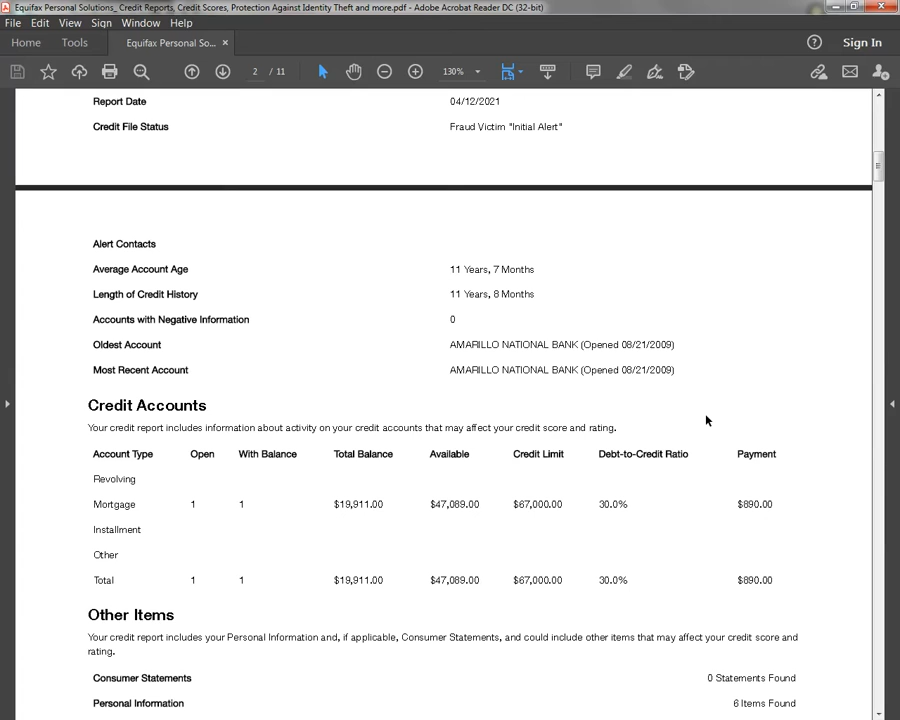 Equifax Personal Solutions_ Credit Reports, Credit Scores, Protection Against Identity Theft and more.pdf - Adobe Acrobat Reader DC (32-bit)
File Edit View Sign Window Help
Home Tools Equifax Personal So... × ? Sign In
2 / 11 130%
Report Date 04/12/2021
Credit File Status Fraud Victim "Initial Alert"
Alert Contacts
Average Account Age 11 Years, 7 Months
Length of Credit History 11 Years, 8 Months
Accounts with Negative Information 0
Oldest Account AMARILLO NATIONAL BANK (Opened 08/21/2009)
Most Recent Account AMARILLO NATIONAL BANK (Opened 08/21/2009)
Credit Accounts
Your credit report includes information about activity on your credit accounts that may affect your credit score and rating.
Account Type Open With Balance Total Balance Available Credit Limit Debt-to-Credit Ratio Payment
Revolving
Mortgage 1 1 $19,911.00 $47,089.00 $67,000.00 30.0% $890.00
Installment
Other
Total 1 1 $19,911.00 $47,089.00 $67,000.00 30.0% $890.00
Other Items
Your credit report includes your Personal Information and, if applicable, Consumer Statements, and could include other items that may affect your credit score and
rating.
Consumer Statements 0 Statements Found
Personal Information 6 Items Found